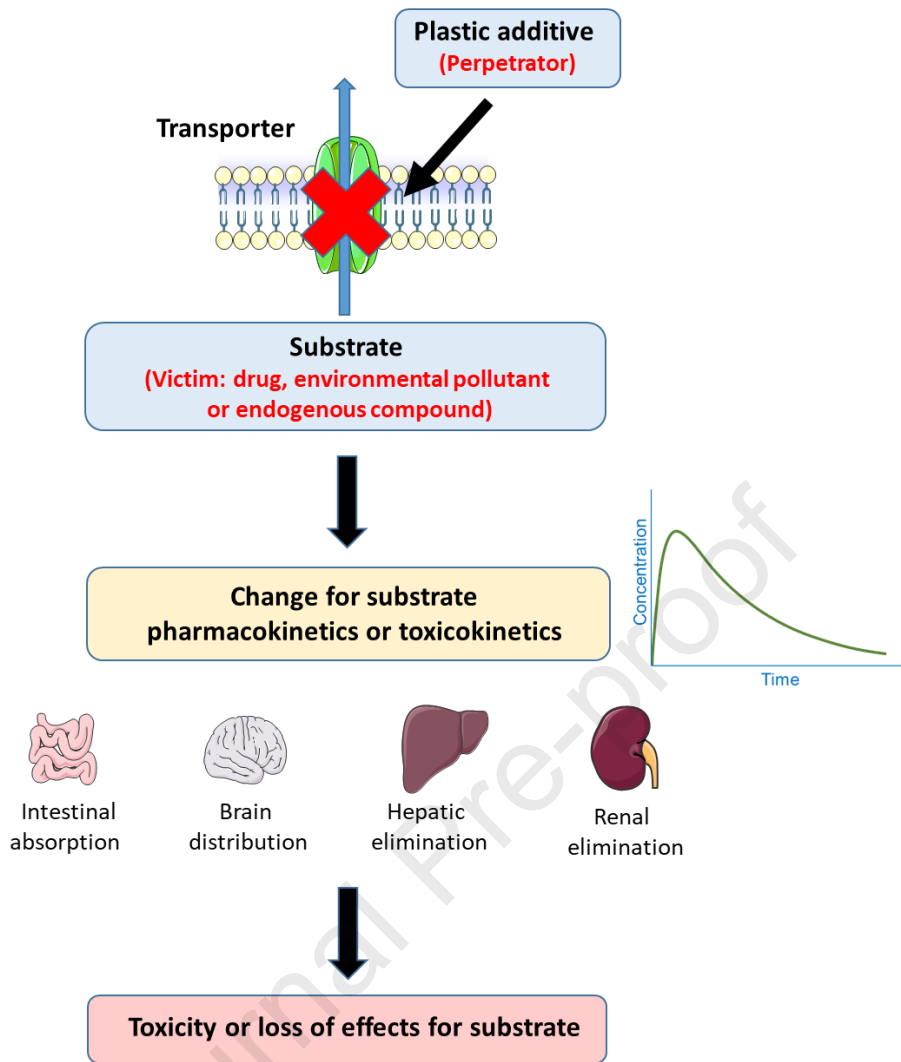 Plastic additive
(Perpetrator)
Transporter
Substrate
(Victim: drug, environmental pollutant
or endogenous compound)
Change for substrate
pharmacokinetics or toxicokinetics
Concentration
Time
Intestinal
absorption
Brain
distribution
Hepatic
elimination
Renal
elimination
Toxicity or loss of effects for substrate
urnal Pre-proof